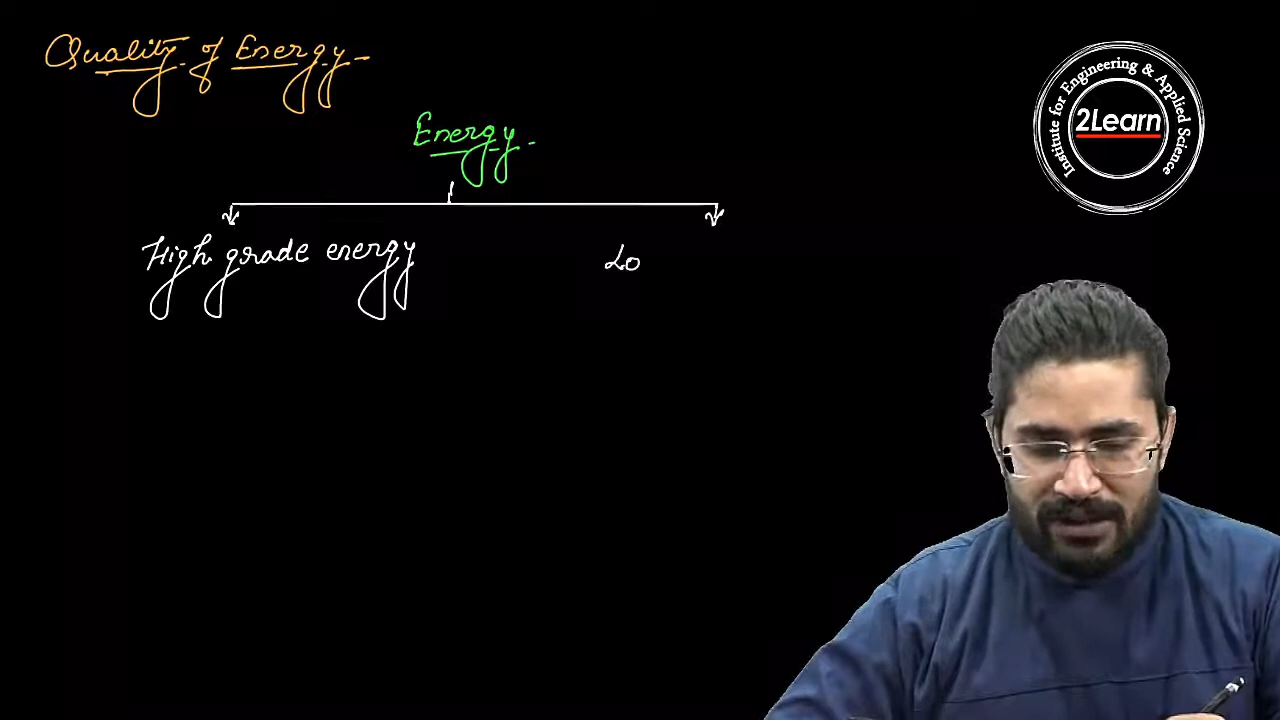 Quality of Energy -
Energy -
High grade energy
Lo
Institute for Engineering & Applied Science
2Learn